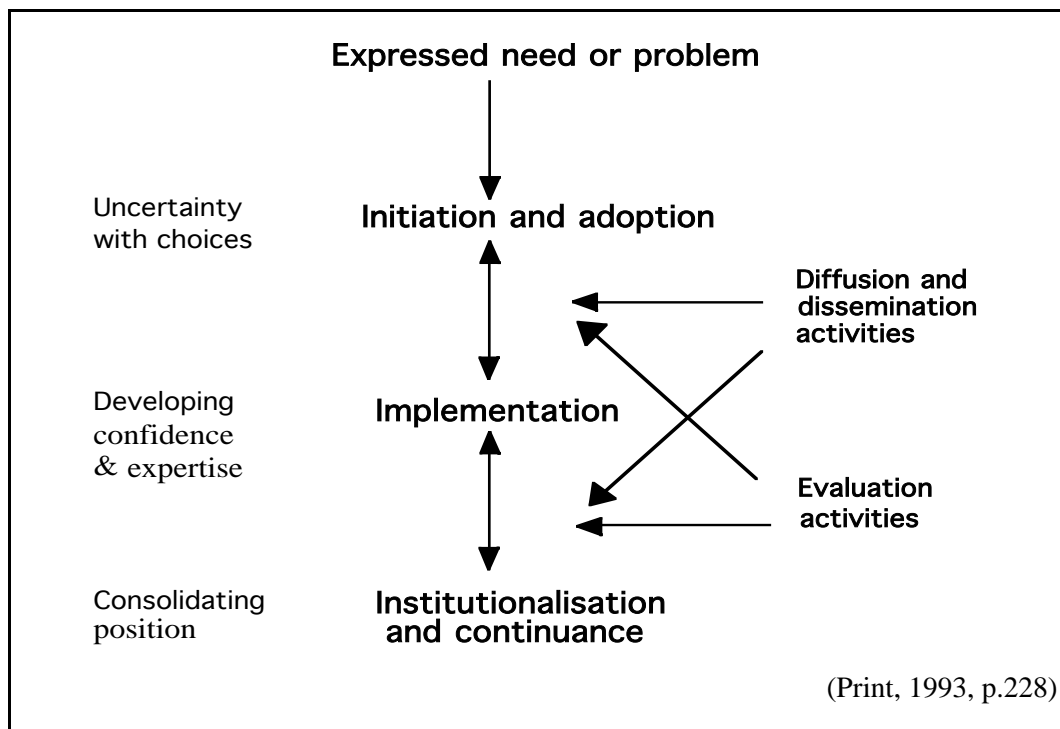 Expressed need or problem
Uncertainty
with choices
Initiation and adoption
Diffusion and
dissemination
activities
Developing
confidence
& expertise
Implementation
Evaluation
activities
Consolidating
position
Institutionalisation
and continuance
(Print, 1993, p.228)